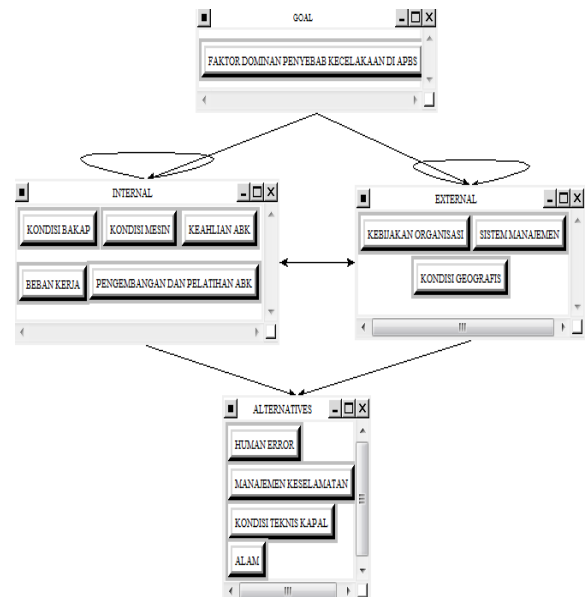 GOAL
FAKTOR DOMINAN PENYEBAB KECELAKAAN DI APBS
INTERNAL
KONDISI BAKAP
KONDISI MESIN
KEAHLIAN ABK
BEBAN KERJA
PENGEMBANGAN DAN PELATIHAN ABK
EXTERNAL
KEBIJAKAN ORGANISASI
SISTEM MANAJEMEN
KONDISI GEOGRAFIS
ALTERNATIVES
HUMAN ERROR
MANAJEMEN KESELAMATAN
KONDISI TEKNIS KAPAL
ALAM